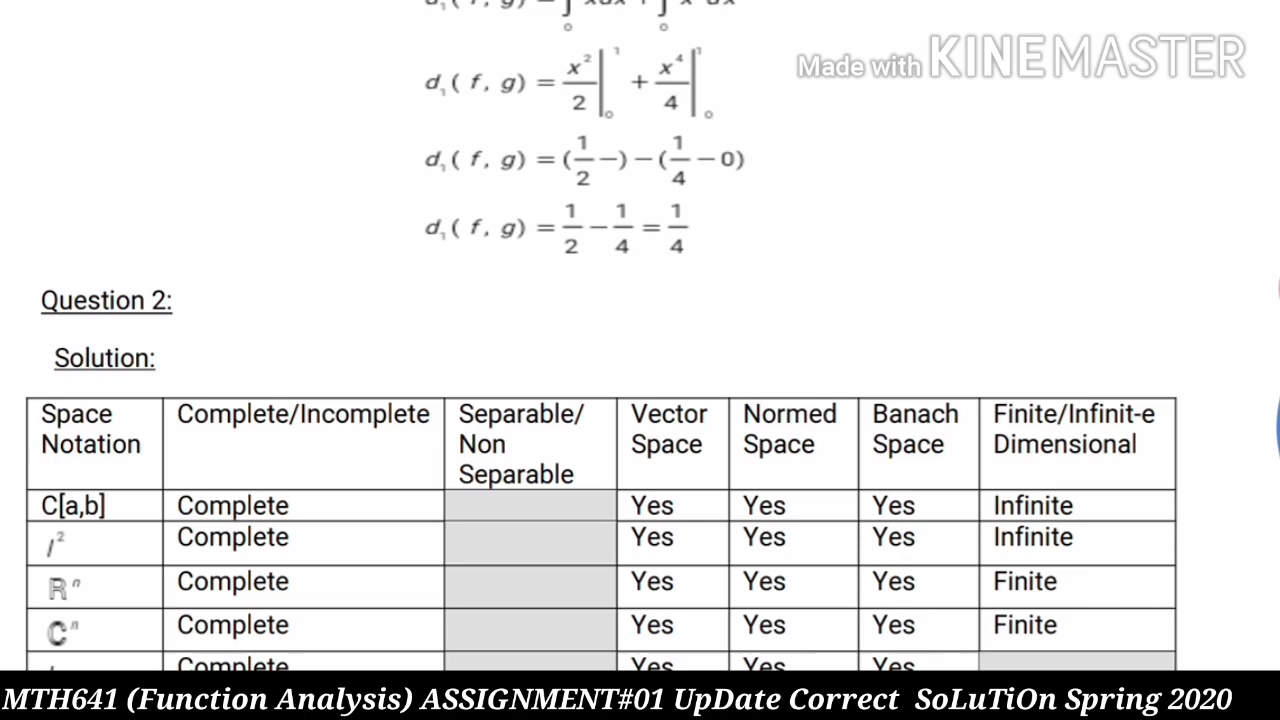 Made with KINEMASTER
d₁( f, g) = x²/2 |₀¹ + x⁴/4 |₀¹
d₁( f, g) = (1/2 −) − (1/4 − 0)
d₁( f, g) = 1/2 − 1/4 = 1/4
Question 2:
Solution:
Space Notation | Complete/Incomplete | Separable/ Non Separable | Vector Space | Normed Space | Banach Space | Finite/Infinit-e Dimensional
C[a,b] | Complete | | Yes | Yes | Yes | Infinite
l² | Complete | | Yes | Yes | Yes | Infinite
ℝⁿ | Complete | | Yes | Yes | Yes | Finite
ℂⁿ | Complete | | Yes | Yes | Yes | Finite
Complete | | Yes | Yes | Yes
MTH641 (Function Analysis) ASSIGNMENT#01 UpDate Correct SoLuTiOn Spring 2020